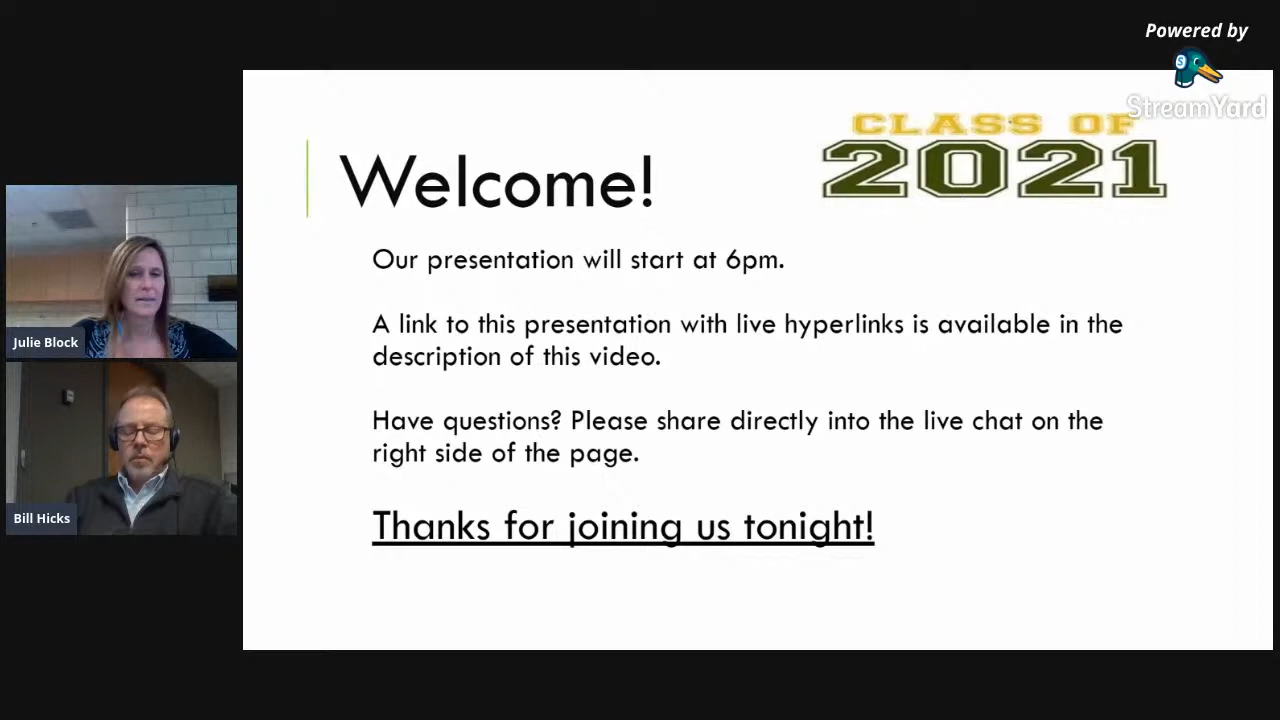 Powered by
StreamYard
CLASS OF
2021
Welcome!
Our presentation will start at 6pm.
A link to this presentation with live hyperlinks is available in the
description of this video.
Have questions? Please share directly into the live chat on the
right side of the page.
Thanks for joining us tonight!
Julie Block
Bill Hicks